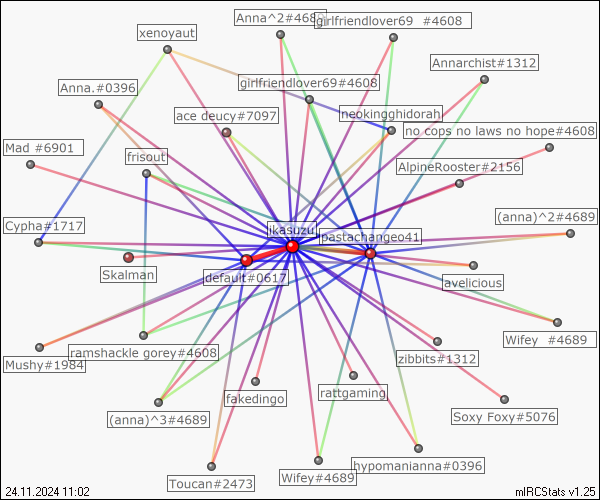 Anna^2#4689
girlfriendlover69  #4608
xenoyaut
Annarchist#1312
girlfriendlover69#4608
Anna.#0396
ace deucy#7097
neokingghidorah
no cops no laws no hope#4608
Mad #6901
frisout
AlpineRooster#2156
(anna)^2#4689
Cypha#1717
ikasuzu
pastachangeo41
Skalman
default#0617
avelicious
Wifey  #4689
Mushy#1984
ramshackle gorey#4608
zibbits#1312
fakedingo
rattgaming
(anna)^3#4689
Soxy Foxy#5076
hypomanianna#0396
Toucan#2473
Wifey#4689
24.11.2024 11:02
mIRCStats v1.25